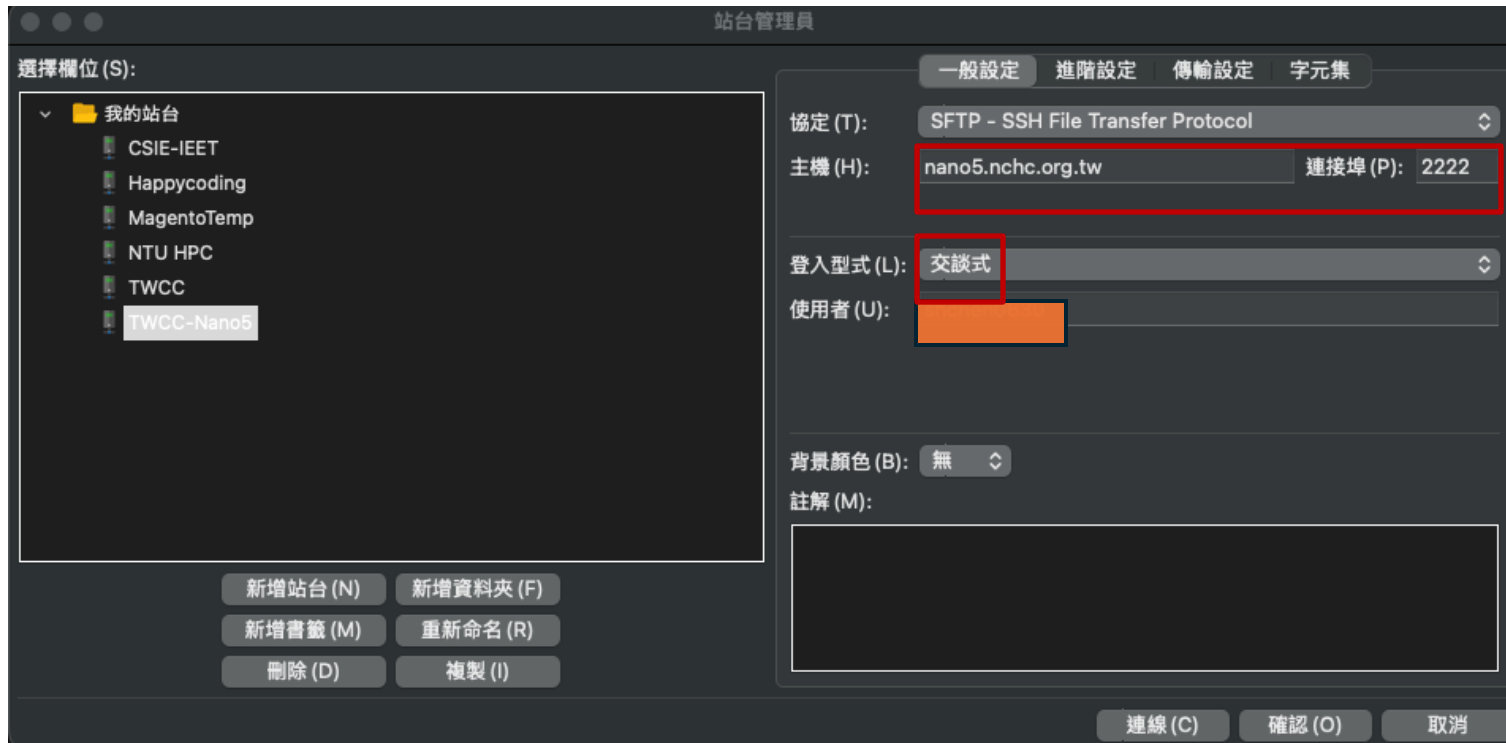 站台管理員
選擇欄位(S):
我的站台
CSIE-IEET
Happycoding
MagentoTemp
NTU HPC
TWCC
TWCC-Nano5
新增站台(N) 新增資料夾(F)
新增書籤(M) 重新命名(R)
刪除(D) 複製(I)
一般設定 進階設定 傳輸設定 字元集
協定(T): SFTP - SSH File Transfer Protocol
主機(H): nano5.nchc.org.tw 連接埠(P): 2222
登入型式(L): 交談式
使用者(U):
背景顏色(B): 無
註解(M):
連線(C) 確認(O) 取消